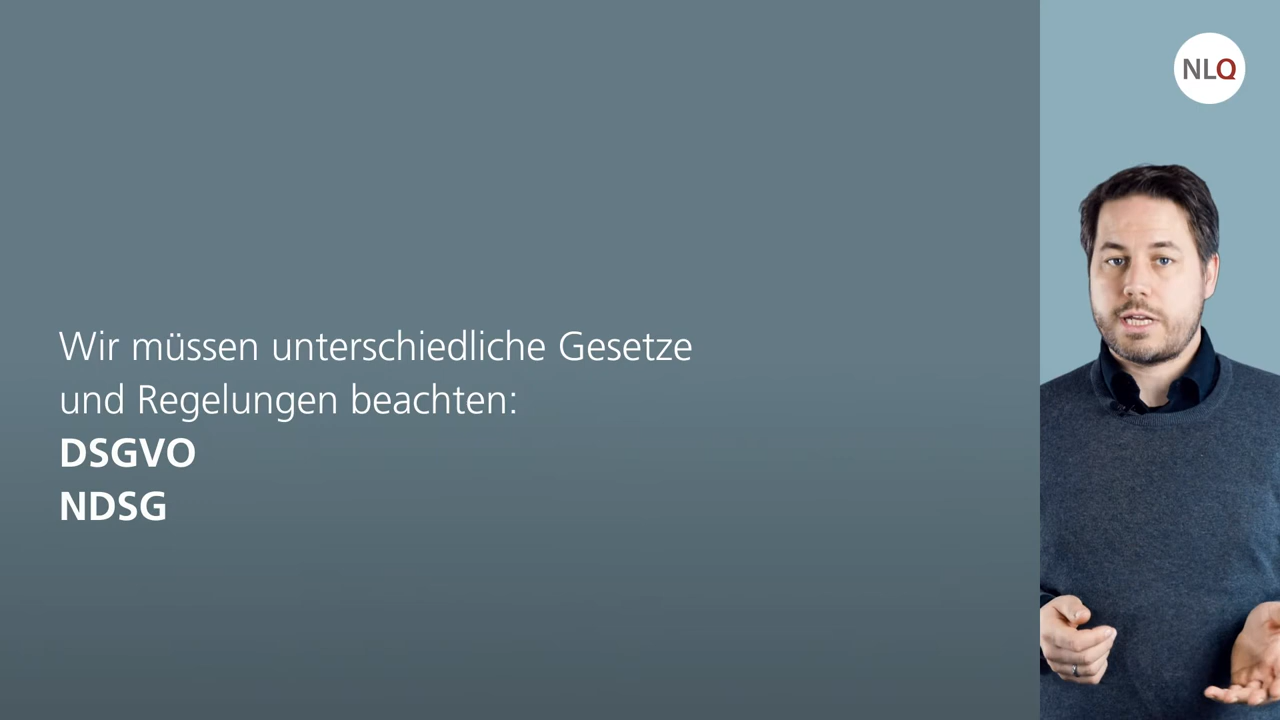 NLQ
Wir müssen unterschiedliche Gesetze
und Regelungen beachten:
DSGVO
NDSG